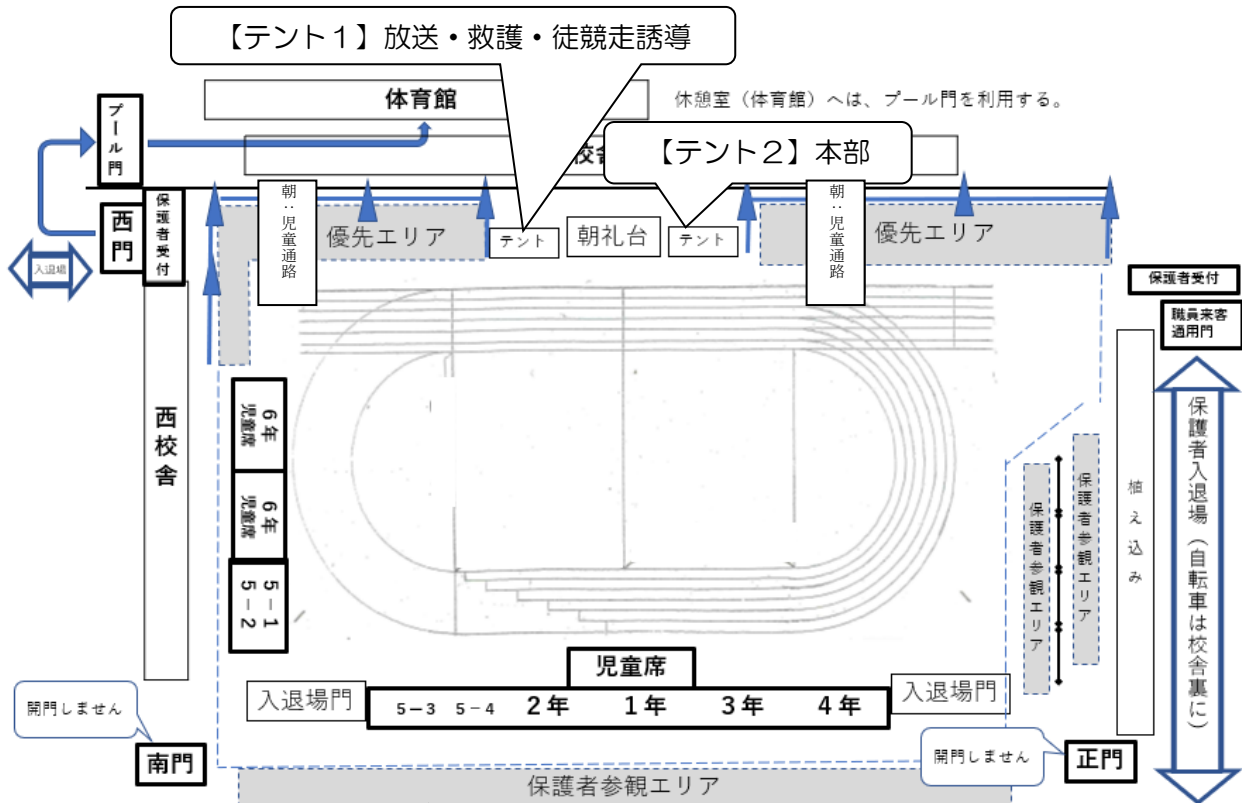 【テント１】放送・救護・徒競走誘導
体育館
休憩室（体育館）へは、プール門を利用する。
プール門
校舎
【テント２】本部
西門
保護者受付
入退場
朝：児童通路
優先エリア
テント
朝礼台
テント
朝：児童通路
優先エリア
保護者受付
職員来客
通用門
西校舎
6年
児童席
6年
児童席
5－1
5－2
保護者参観エリア
保護者参観エリア
植え込み
保護者入退場（自転車は校舎裏に）
児童席
入退場門
5－3 5－4 2年 1年 3年 4年
入退場門
開門しません
南門
開門しません
正門
保護者参観エリア